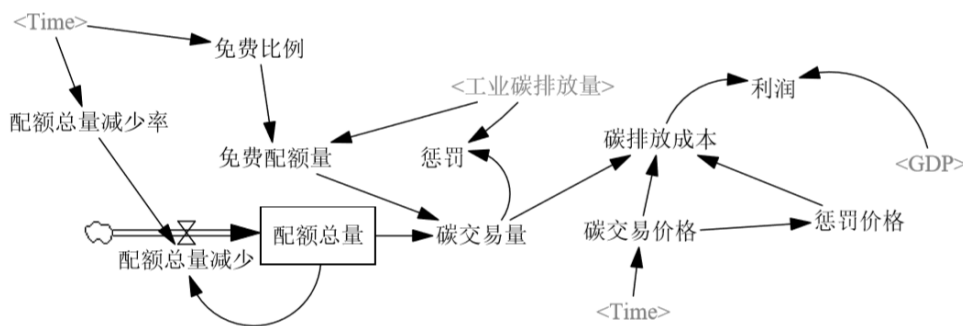 <Time>
免费比例
<工业碳排放量>
利润
配额总量减少率
碳排放成本
免费配额量
惩罚
<GDP>
配额总量
碳交易量
碳交易价格
惩罚价格
配额总量减少
<Time>